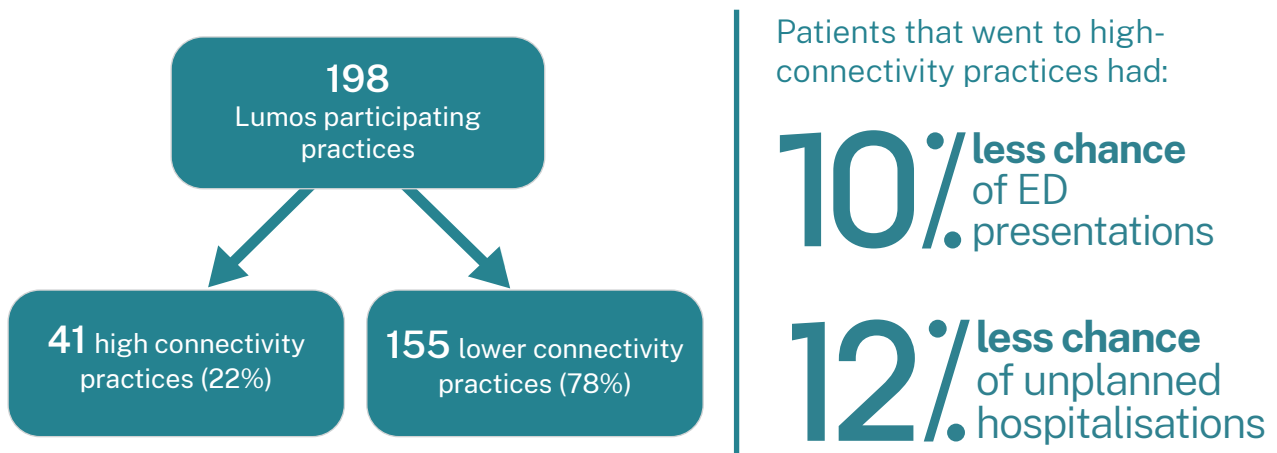 198
Lumos participating
practices
41 high connectivity
practices (22%)
155 lower connectivity
practices (78%)
Patients that went to high-
connectivity practices had:
10% less chance
of ED
presentations
12% less chance
of unplanned
hospitalisations